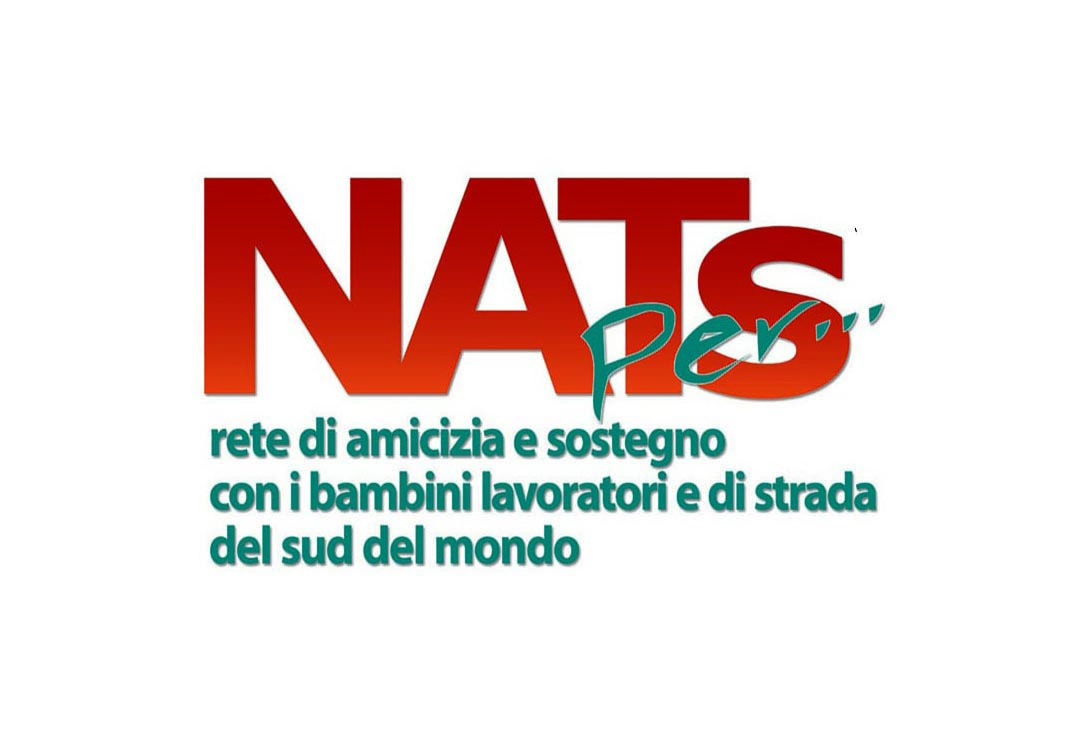 NATs
per...
rete di amicizia e sostegno
con i bambini lavoratori e di strada
del sud del mondo